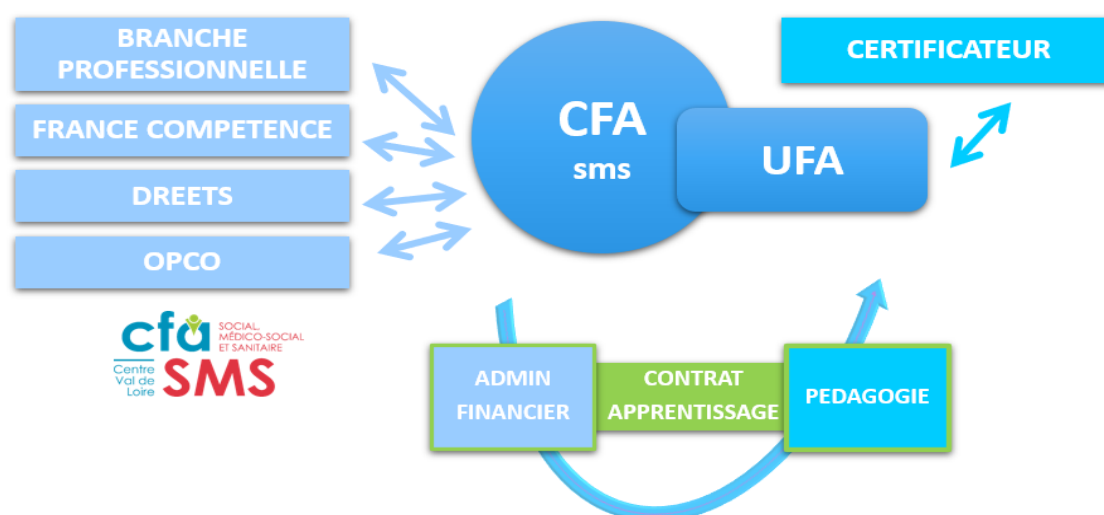 BRANCHE
PROFESSIONNELLE
FRANCE COMPETENCE
DREETS
OPCO
CFA
sms
UFA
CERTIFICATEUR
cfa
SOCIAL,
MÉDICO-SOCIAL
ET SANITAIRE
Centre
Val de
Loire
SMS
ADMIN
FINANCIER
CONTRAT
APPRENTISSAGE
PEDAGOGIE